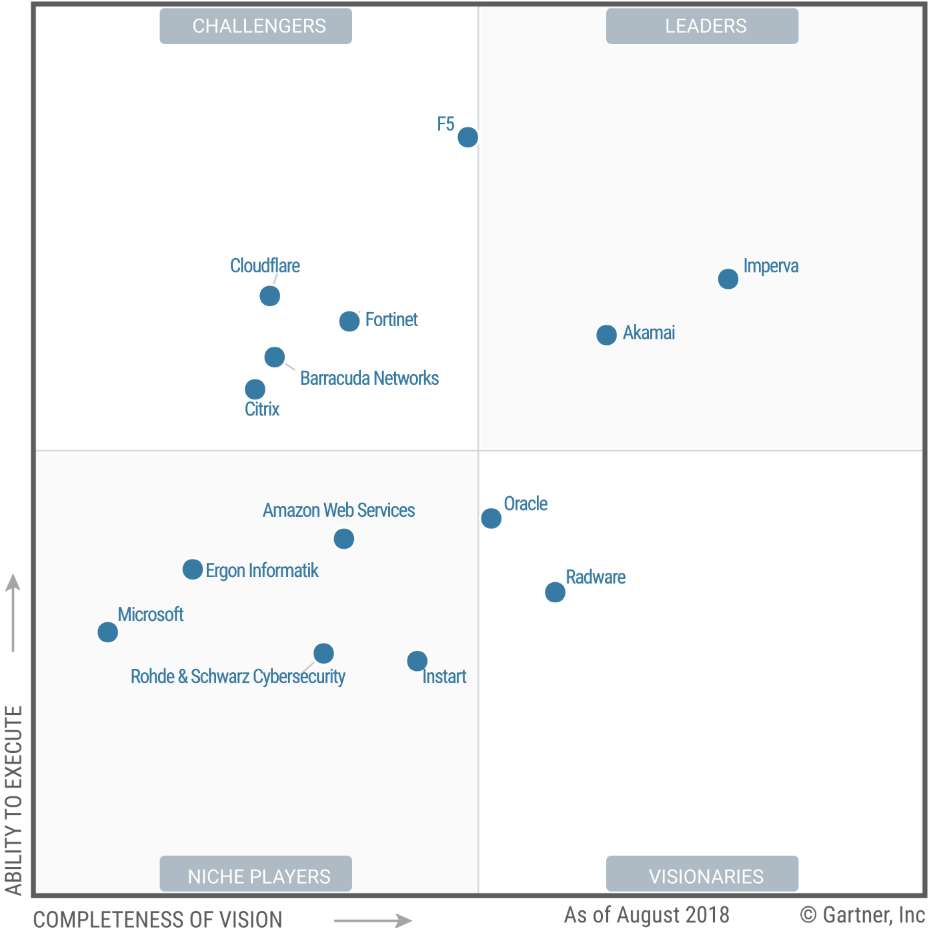 CHALLENGERS
LEADERS
F5
Cloudflare
Imperva
Fortinet
Akamai
Barracuda Networks
Citrix
Oracle
Amazon Web Services
Ergon Informatik
Radware
Microsoft
Rohde & Schwarz Cybersecurity
Instart
ABILITY TO EXECUTE
NICHE PLAYERS
VISIONARIES
COMPLETENESS OF VISION
As of August 2018
© Gartner, Inc